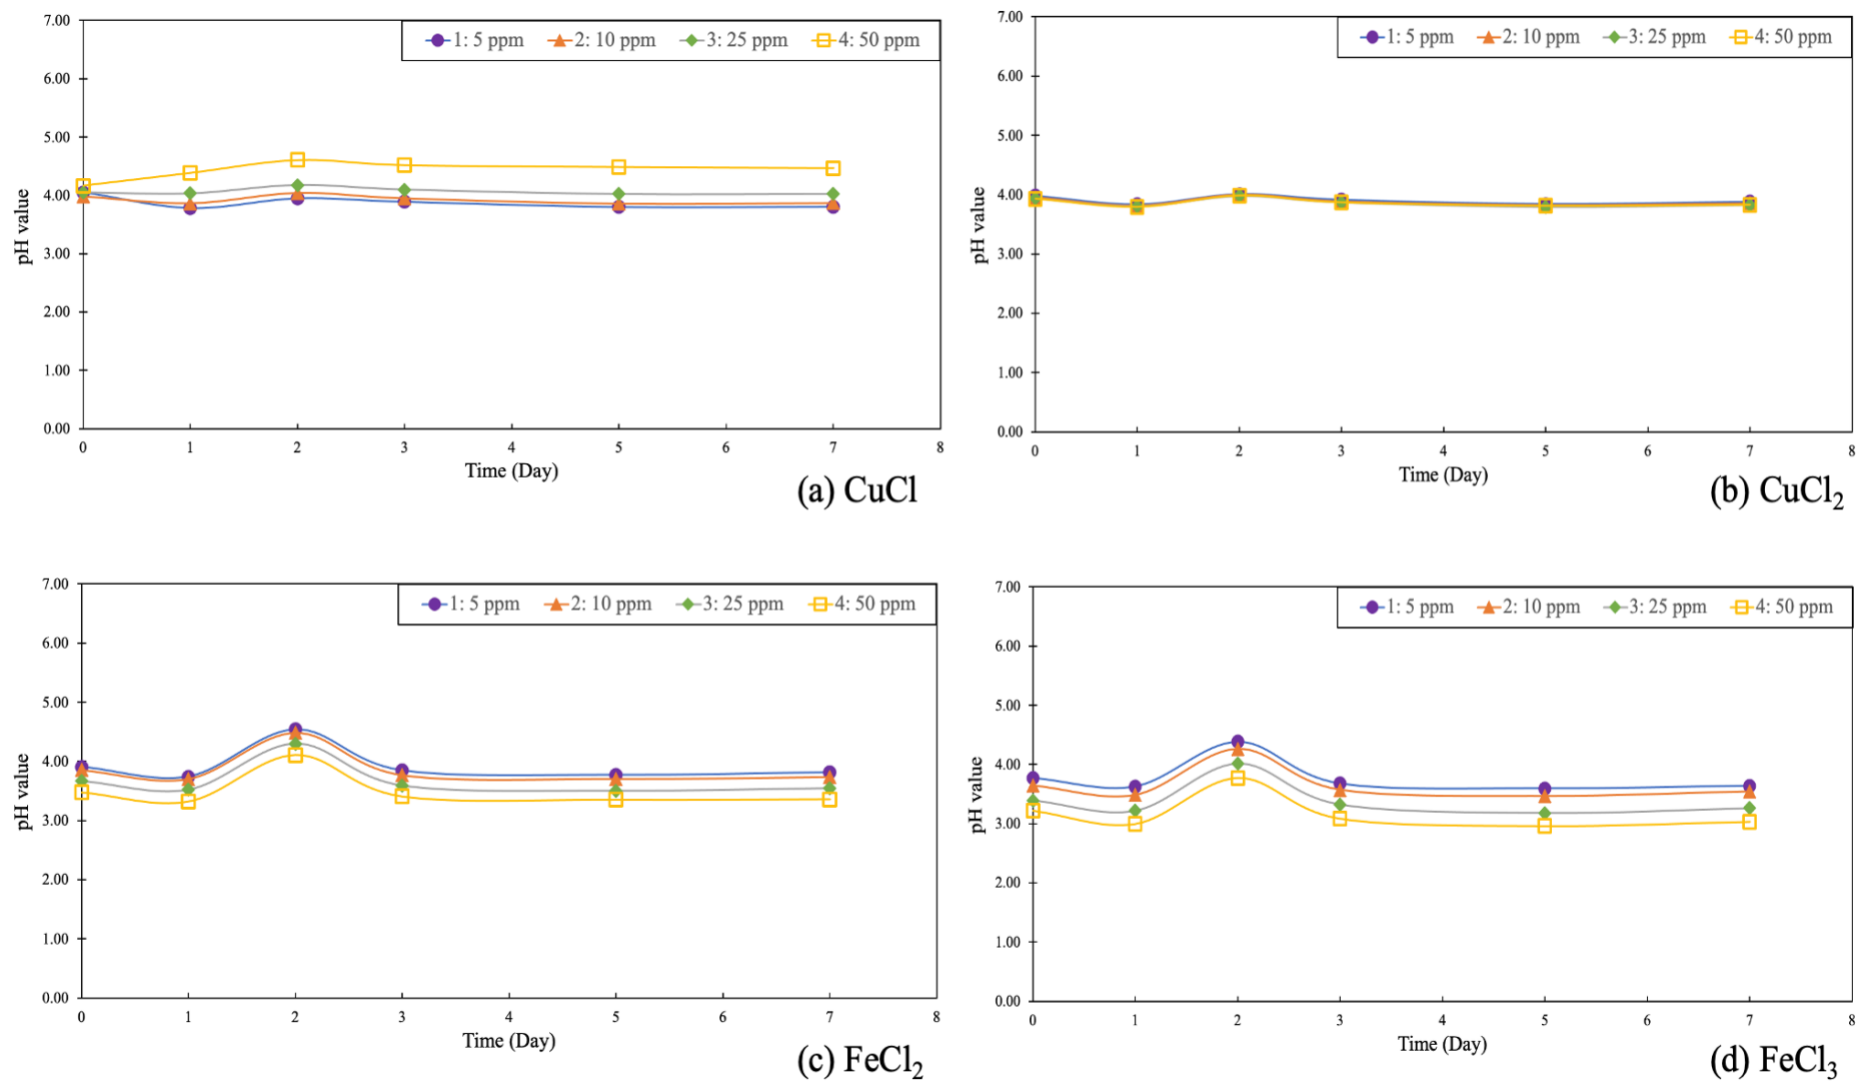 7.00
1: 5 ppm 2: 10 ppm 3: 25 ppm 4: 50 ppm
6.00
5.00
4.00
3.00
2.00
1.00
0.00
pH value
0 1 2 3 4 5 6 7 8
Time (Day)
(a) CuCl
7.00
1: 5 ppm 2: 10 ppm 3: 25 ppm 4: 50 ppm
6.00
5.00
4.00
3.00
2.00
1.00
0.00
pH value
0 1 2 3 4 5 6 7 8
Time (Day)
(b) CuCl₂
7.00
1: 5 ppm 2: 10 ppm 3: 25 ppm 4: 50 ppm
6.00
5.00
4.00
3.00
2.00
1.00
0.00
pH value
0 1 2 3 4 5 6 7 8
Time (Day)
(c) FeCl₂
7.00
1: 5 ppm 2: 10 ppm 3: 25 ppm 4: 50 ppm
6.00
5.00
4.00
3.00
2.00
1.00
0.00
pH value
0 1 2 3 4 5 6 7 8
Time (Day)
(d) FeCl₃